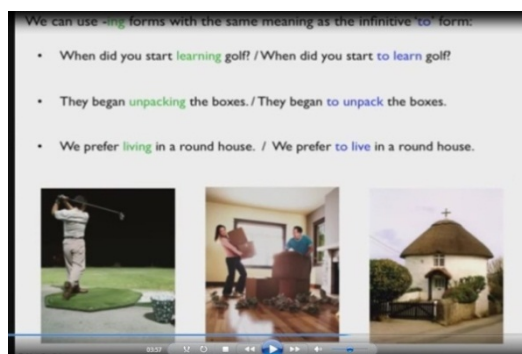 We can use -ing forms with the same meaning as the infinitive 'to' form:
• When did you start learning golf? / When did you start to learn golf?
• They began unpacking the boxes. / They began to unpack the boxes.
• We prefer living in a round house. / We prefer to live in a round house.
03:57